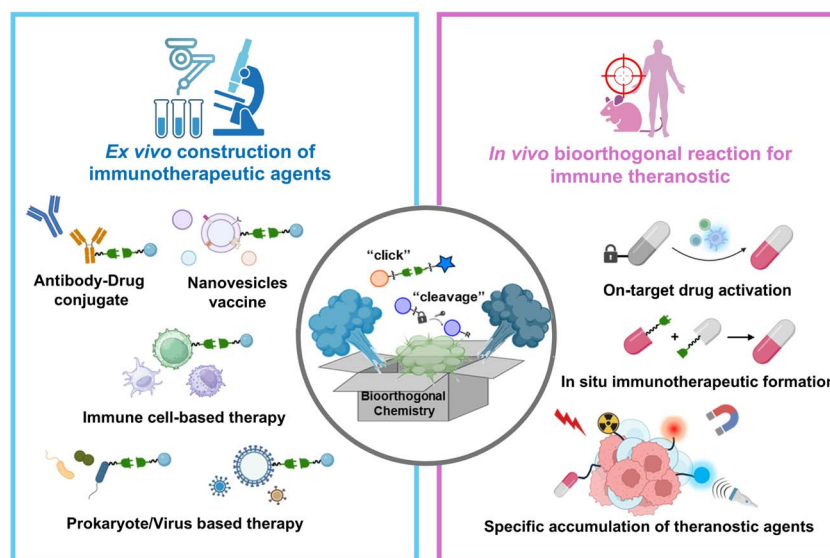 Ex vivo construction of
immunotherapeutic agents
Antibody-Drug
conjugate
Nanovesicles
vaccine
Immune cell-based therapy
Prokaryote/Virus based therapy
“click”
“cleavage”
R
Bioorthogonal
Chemistry
In vivo bioorthogonal reaction for
immune theranostic
On-target drug activation
+
In situ immunotherapeutic formation
Specific accumulation of theranostic agents